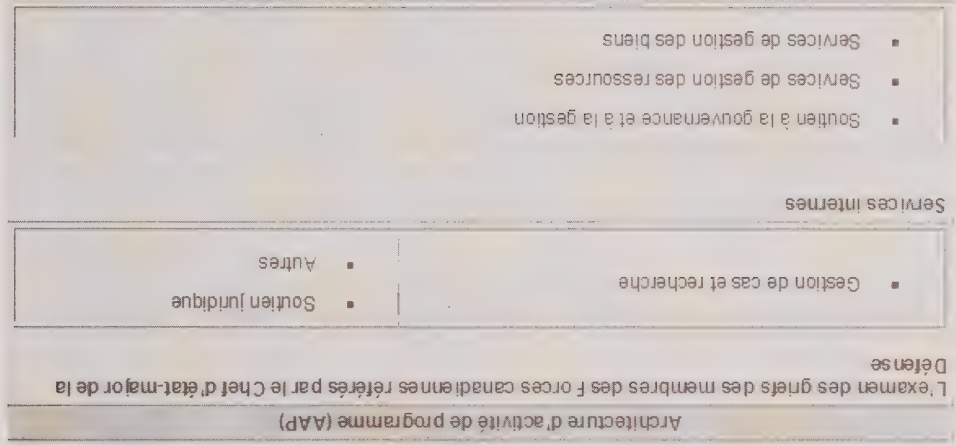 Architecture d'activité de programme (AAP)
L'examen des griefs des membres des Forces canadiennes référés par le Chef d'état-major de la
Défense
▪ Gestion de cas et recherche
▪ Soutien juridique
▪ Autres
Services internes
▪ Soutien à la gouvernance et à la gestion
▪ Services de gestion des ressources
▪ Services de gestion des biens